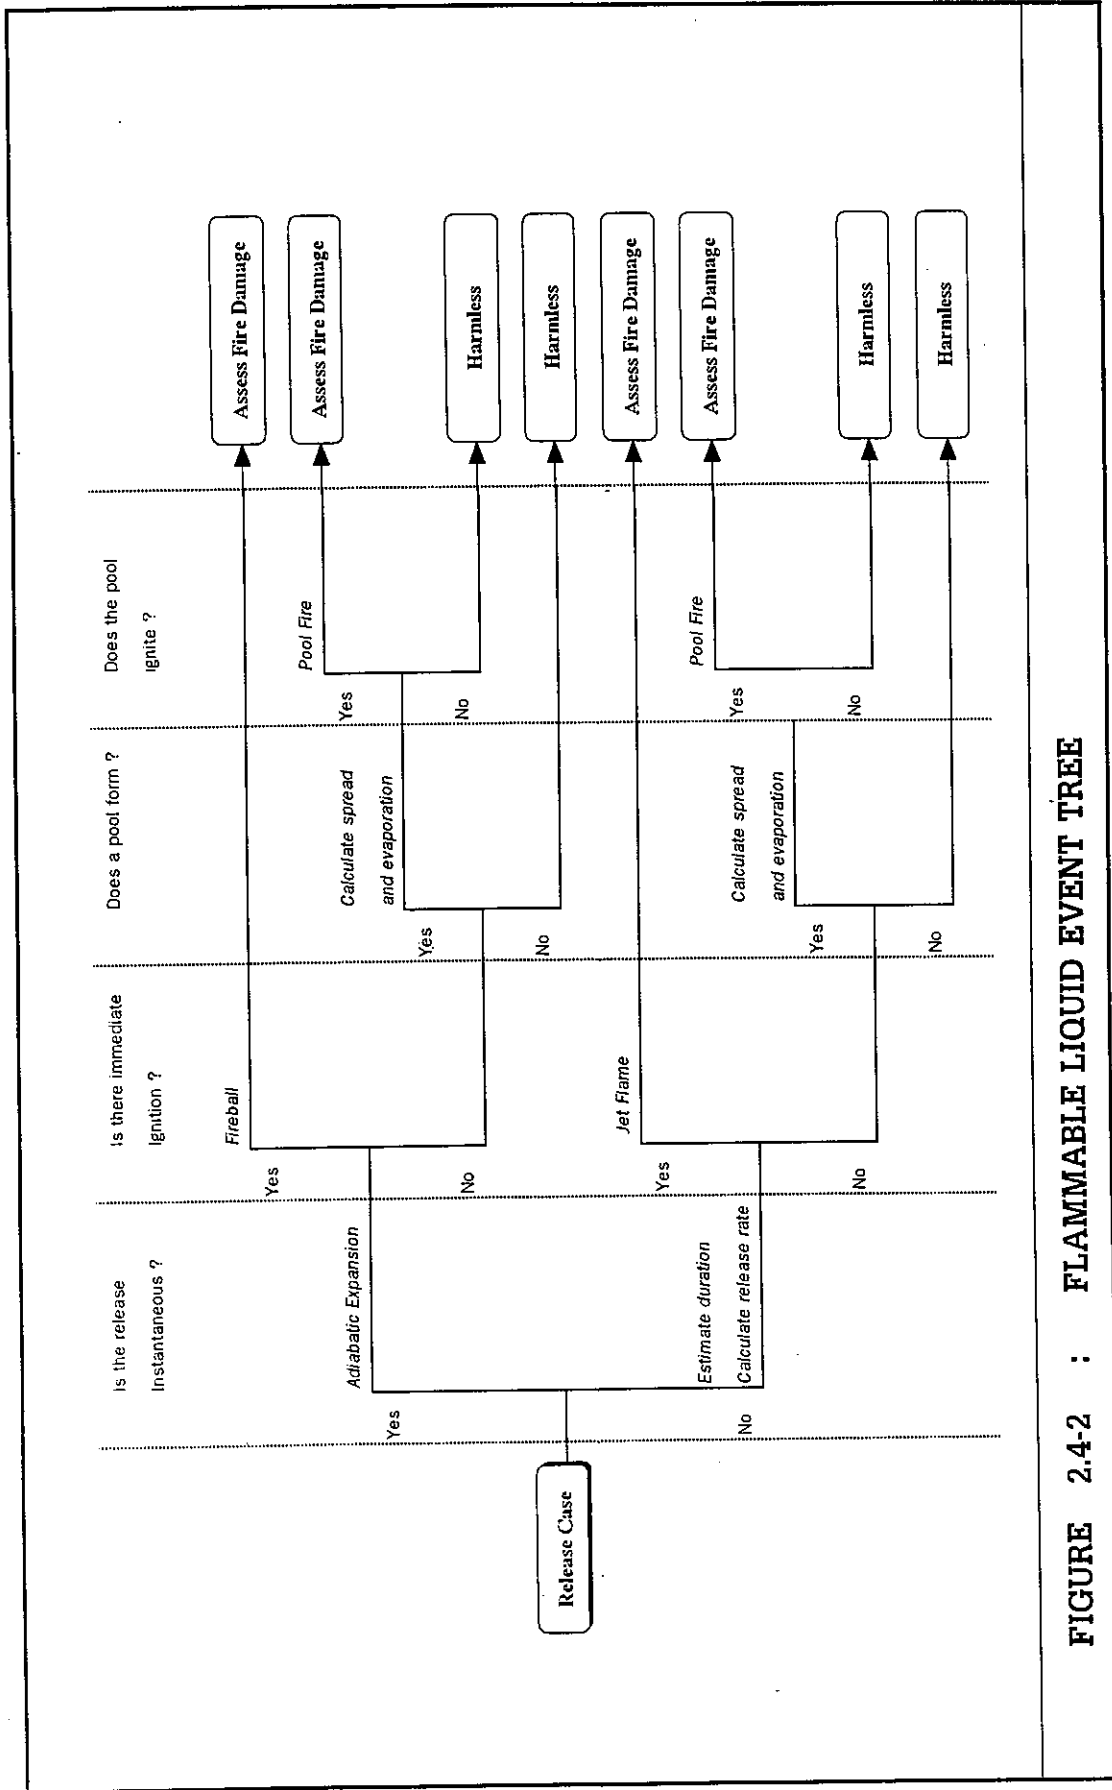 Is the release
Instantaneous ?
Is there immediate
Ignition ?
Does a pool form ?
Does the pool
Ignite ?
Release Case
Yes
No
Adiabatic Expansion
Estimate duration
Calculate release rate
Yes
No
Yes
No
Fireball
Jet Flame
Yes
No
Yes
No
Calculate spread
and evaporation
Calculate spread
and evaporation
Yes
No
Yes
No
Pool Fire
Pool Fire
Assess Fire Damage
Assess Fire Damage
Harmless
Harmless
Assess Fire Damage
Assess Fire Damage
Harmless
Harmless
FIGURE 2.4-2 : FLAMMABLE LIQUID EVENT TREE